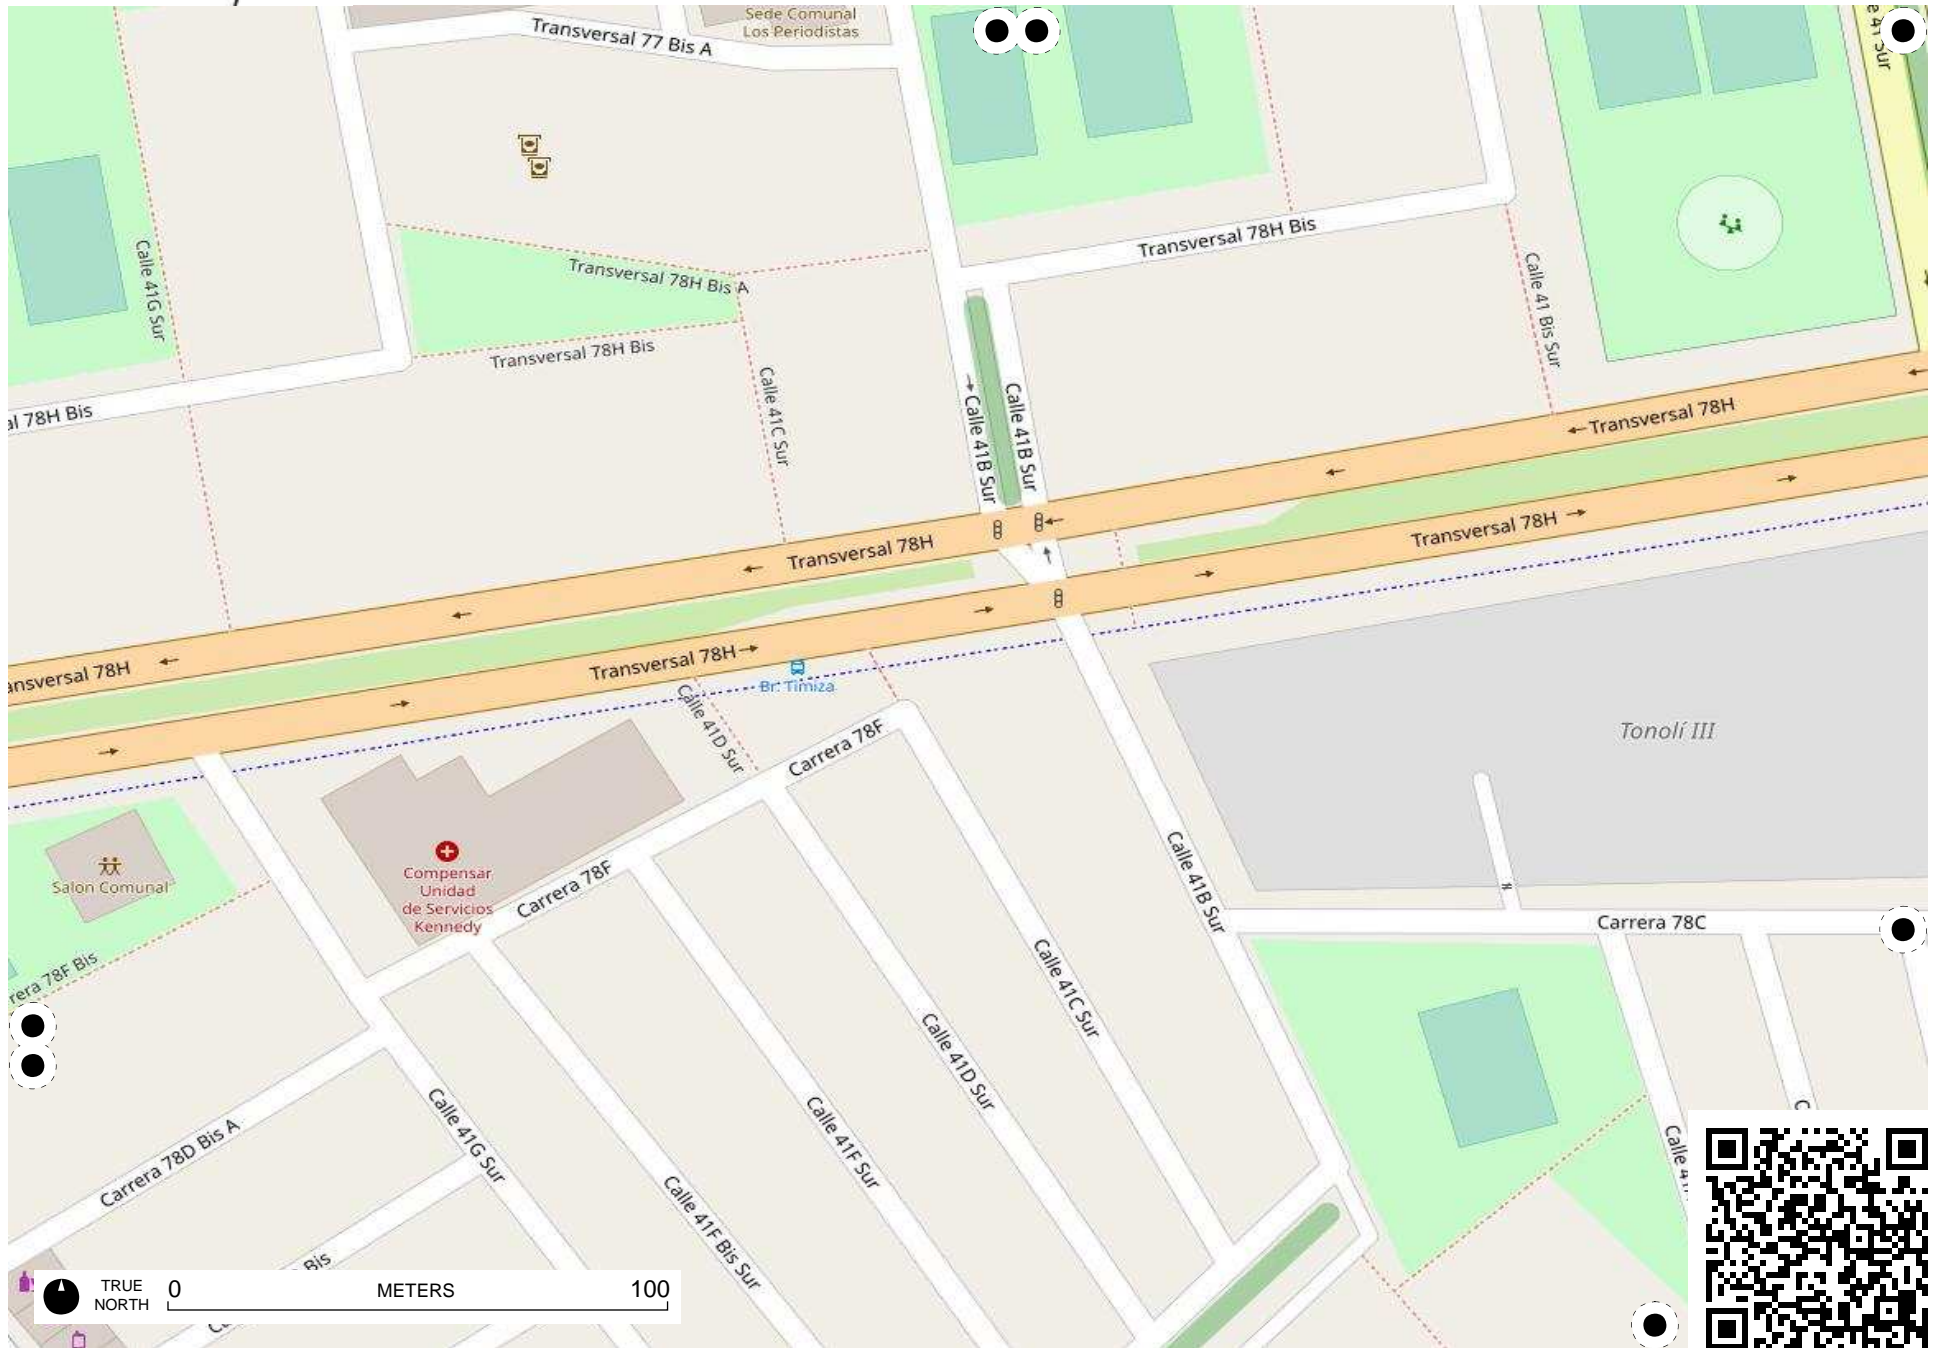 Sede Comunal
Los Periodistas
Transversal 77 Bis A
Calle 41G Sur
Transversal 78H Bis
Transversal 78H Bis A
Calle 41 Bis Sur
Transversal 78H Bis
Calle 41C Sur
Calle 41B Sur
Calle 41B Sur
al 78H Bis
Transversal 78H
Transversal 78H
Transversal 78H
ansversal 78H
Transversal 78H
Br. Timiza
Calle 41D Sur
Carrera 78F
Tonolí III
Salon Comunal
Compensar
Unidad
de Servicios
Kennedy
Carrera 78F
Calle 41B Sur
Carrera 78C
rera 78F Bis
Calle 41C Sur
Calle 41D Sur
Calle 41F Sur
Calle 41G Sur
Carrera 78D Bis A
Calle 41F Bis Sur
Calle 41
Bis
TRUE
NORTH
0
METERS
100